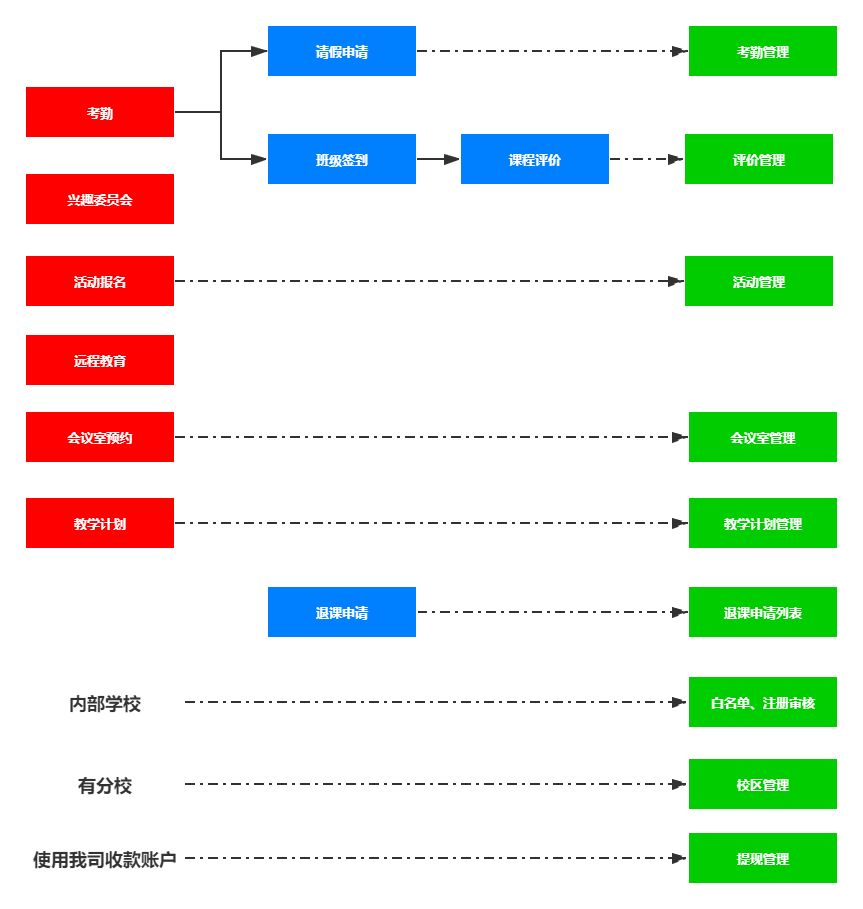 请假申请
考勤管理
考勤
班级签到
课程评价
评价管理
兴趣委员会
活动报名
活动管理
远程教育
会议室预约
会议室管理
教学计划
教学计划管理
退课申请
退课申请列表
内部学校
白名单、注册审核
有分校
校区管理
使用我司收款账户
提现管理